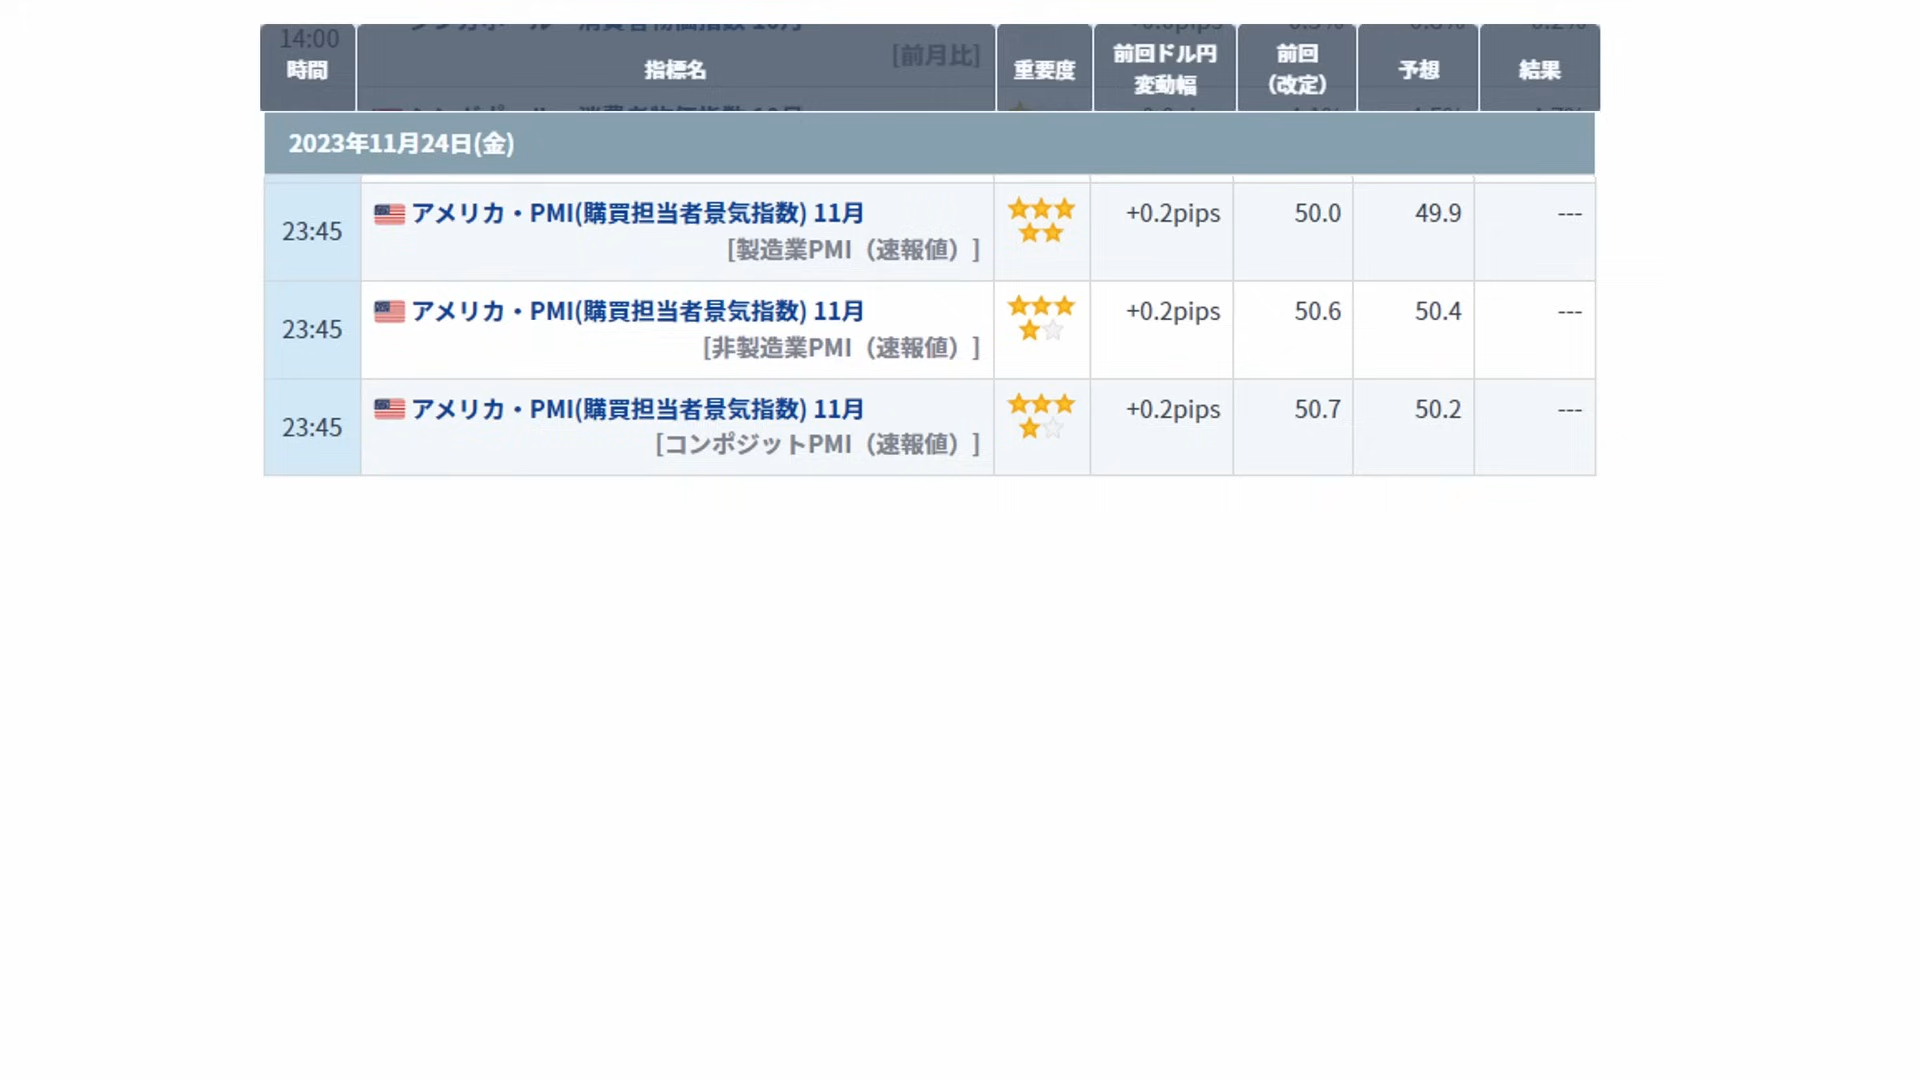 14:00
[前月比]
時間 指標名 重要度 前回ドル円 変動幅 前回 (改定) 予想 結果
2023年11月24日(金)
23:45 アメリカ・PMI(購買担当者景気指数) 11月 +0.2pips 50.0 49.9 ---
[製造業PMI（速報値）]
23:45 アメリカ・PMI(購買担当者景気指数) 11月 +0.2pips 50.6 50.4 ---
[非製造業PMI（速報値）]
23:45 アメリカ・PMI(購買担当者景気指数) 11月 +0.2pips 50.7 50.2 ---
[コンポジットPMI（速報値）]